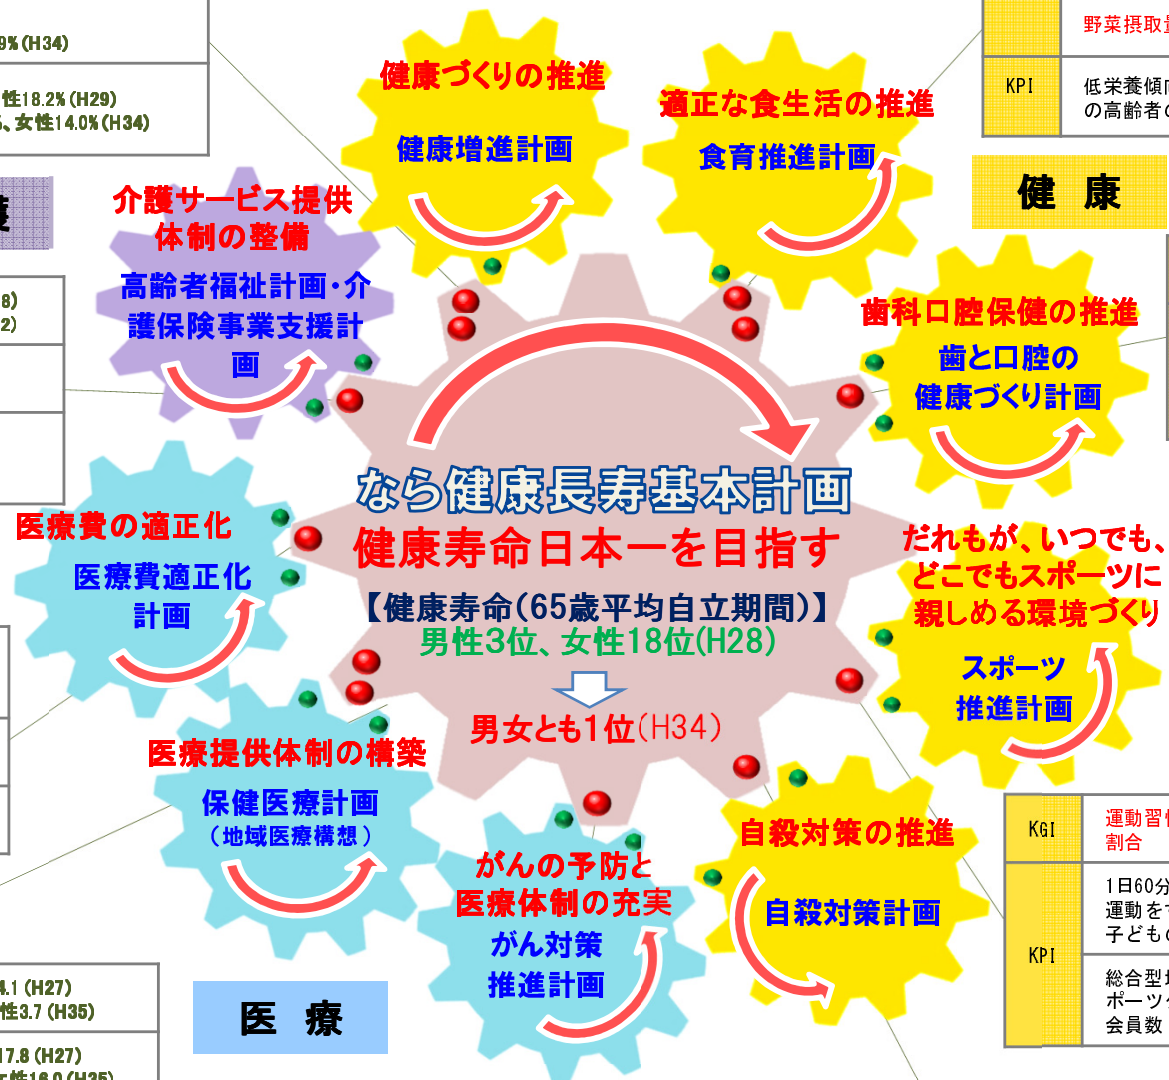 9%(H34)
性18.2%(H29)
、女性14.0%(H34)
健康づくりの推進
健康増進計画
適正な食生活の推進
食育推進計画
野菜摂取
KPI
低栄養傾
の高齢者
健 康
介護サービス提供
体制の整備
高齢者福祉計画・介
護保険事業支援計
画
8)
2)
歯科口腔保健の推進
歯と口腔の
健康づくり計画
なら健康長寿基本計画
健康寿命日本一を目指す
【健康寿命(65歳平均自立期間)】
男性3位、女性18位(H28)
男女とも1位(H34)
医療費の適正化
医療費適正化
計画
だれもが、いつでも、
どこでもスポーツに
親しめる環境づくり
スポーツ
推進計画
医療提供体制の構築
保健医療計画
(地域医療構想)
がんの予防と
医療体制の充実
がん対策
推進計画
自殺対策の推進
自殺対策計画
KGI
運動習
割合
KPI
1日60分
運動を
子どもの
総合型
ポーツ
会員数
4.1(H27)
性3.7(H35)
医 療
17.8(H27)
性16.0(H35)